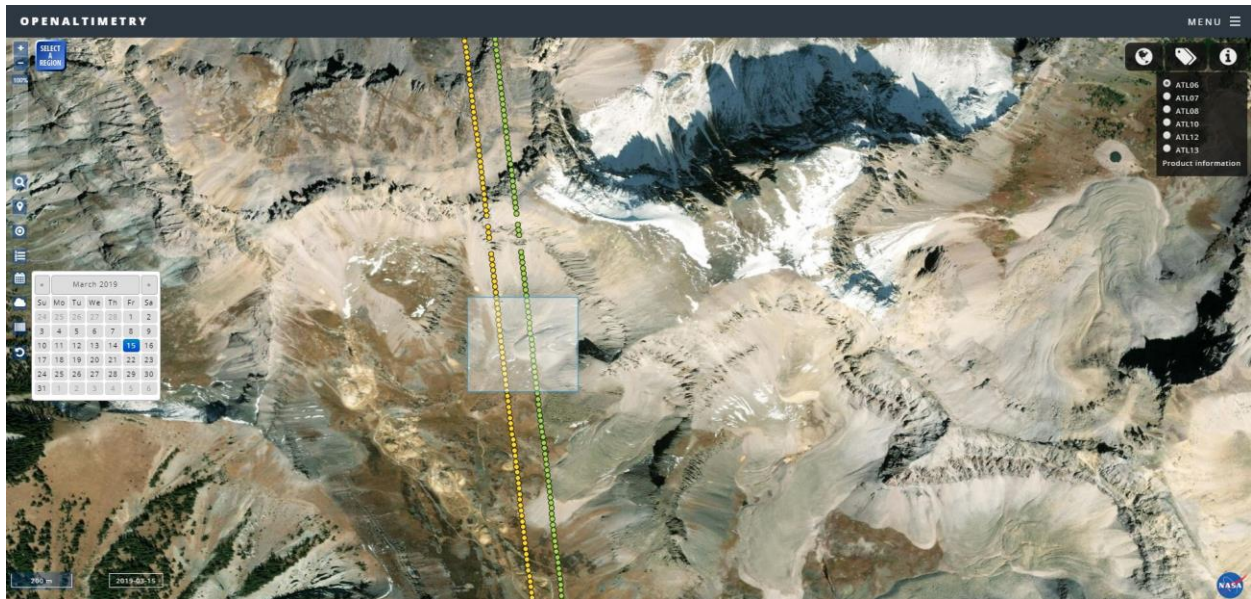 OPENALTIMETRY
MENU
+
SELECT
A
REGION
−
100%
ATL06
ATL07
ATL08
ATL10
ATL12
ATL13
Product information
« March 2019 »
Su Mo Tu We Th Fr Sa
24 25 26 27 28 1 2
3 4 5 6 7 8 9
10 11 12 13 14 15 16
17 18 19 20 21 22 23
24 25 26 27 28 29 30
31 1 2 3 4 5 6
200 m
2019-03-15
NASA